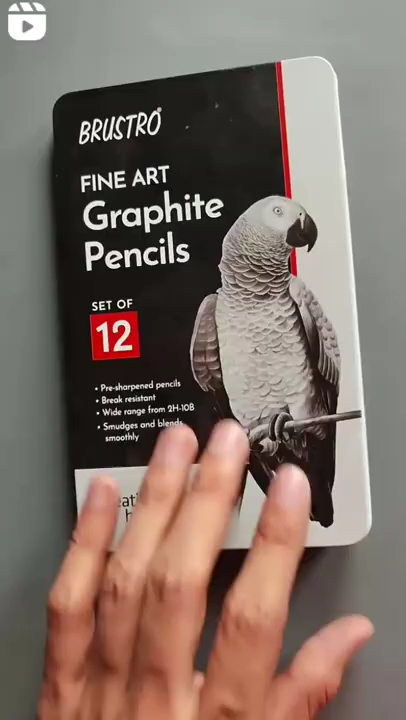 BRUSTRO®
FINE ART
Graphite
Pencils
SET OF
12
• Pre-sharpened pencils
• Break resistant
• Wide range from 2H-10B
• Smudges and blends
smoothly